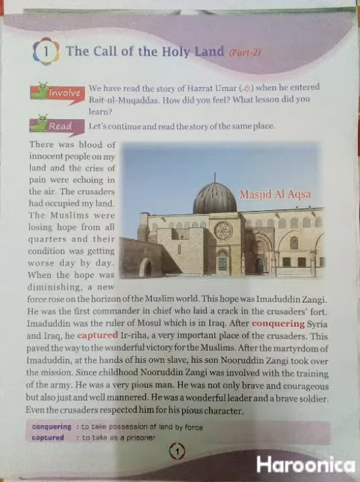 1 The Call of the Holy Land (Part-2)
Involve
We have read the story of Hazrat Umar (رضي) when he entered
Bait-ul-Muqaddas. How did you feel? What lesson did you
learn?
Read
Let's continue and read the story of the same place.
There was blood of
innocent people on my
land and the cries of
pain were echoing in
the air. The crusaders
had occupied my land.
The Muslims were
losing hope from all
quarters and their
condition was getting
worse day by day.
When the hope was
diminishing, a new
Masjid Al Aqsa
force rose on the horizon of the Muslim world. This hope was Imaduddin Zangi.
He was the first commander in chief who laid a crack in the crusaders' fort.
Imaduddin was the ruler of Mosul which is in Iraq. After conquering Syria
and Iraq, he captured Ir-riha, a very important place of the crusaders. This
paved the way to the wonderful victory for the Muslims. After the martyrdom of
Imaduddin, at the hands of his own slave, his son Nooruddin Zangi took over
the mission. Since childhood Nooruddin Zangi was involved with the training
of the army. He was a very pious man. He was not only brave and courageous
but also just and well mannered. He was a wonderful leader and a brave soldier.
Even the crusaders respected him for his pious character.
conquering : to take possession of land by force
captured : to take as a prisoner
1
Haroonica